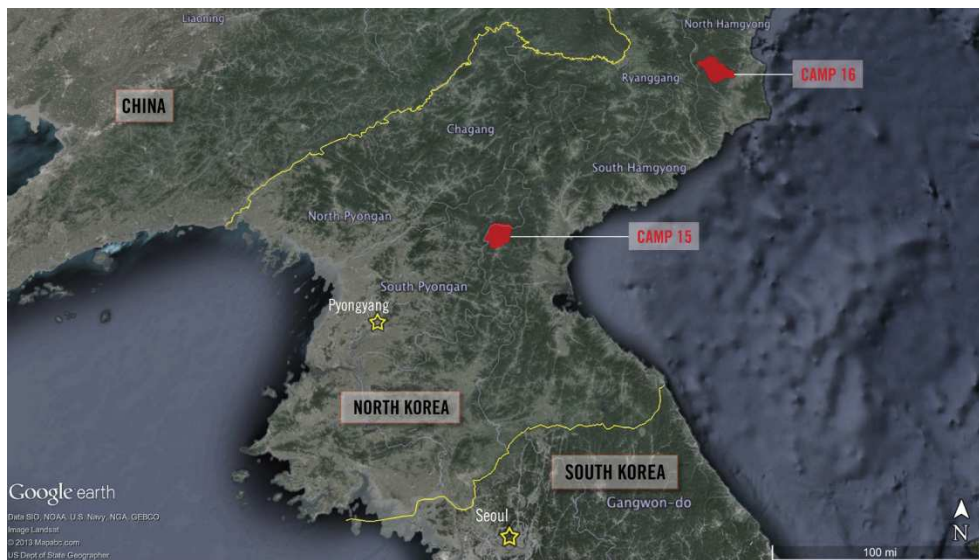 Liaoning
North Hamgyong
CAMP 16
Ryanggang
CHINA
Chagang
South Hamgyong
North Pyongan
CAMP 15
South Pyongan
Pyongyang
NORTH KOREA
SOUTH KOREA
Gangwon-do
Google earth
Data SIO, NOAA, U.S. Navy, NGA, GEBCO
Image Landsat
© 2013 Mapabc.com
US Dept of State Geographer
Seoul
N
100 mi